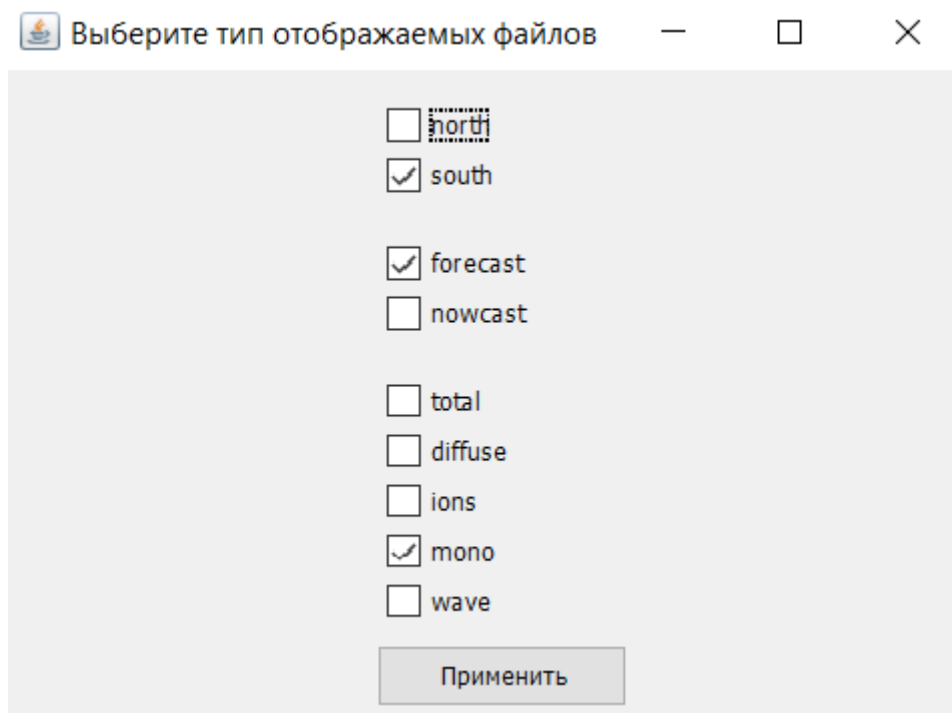 Выберите тип отображаемых файлов
north
south
forecast
nowcast
total
diffuse
ions
mono
wave
Применить